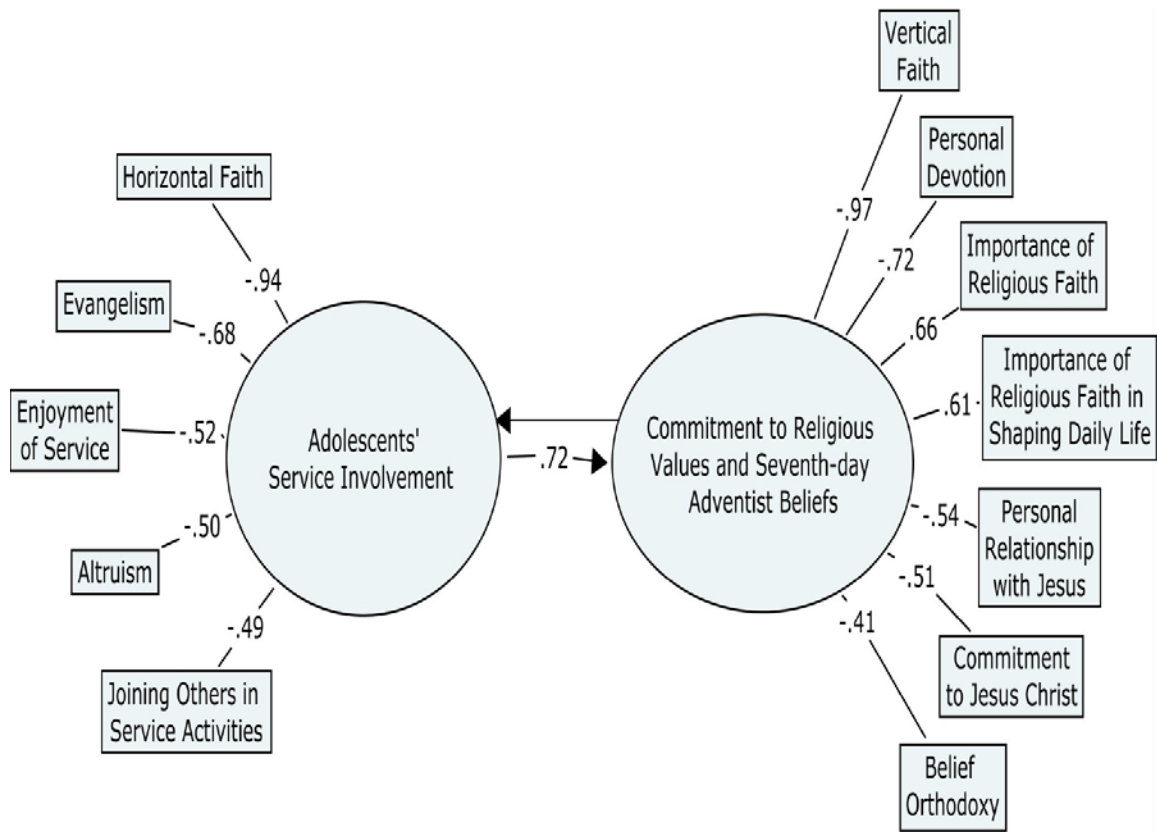 Vertical
Faith
Personal
Devotion
Horizontal Faith
-.97
Importance of
Religious Faith
-.72
-.94
Evangelism
-.68
.66
Importance of
Religious Faith in
Shaping Daily Life
.61
Enjoyment
of Service
-.52
Adolescents'
Service Involvement
.72
Commitment to Religious
Values and Seventh-day
Adventist Beliefs
-.50
Altruism
-.54
Personal
Relationship
with Jesus
-.51
-.49
-.41
Joining Others in
Service Activities
Commitment
to Jesus Christ
Belief
Orthodoxy